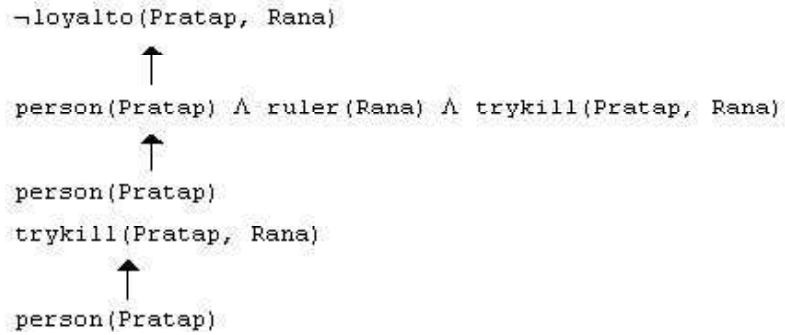 ¬loyalto(Pratap, Rana)
person(Pratap) Λ ruler(Rana) Λ trykill(Pratap, Rana)
person(Pratap)
trykill(Pratap, Rana)
person(Pratap)